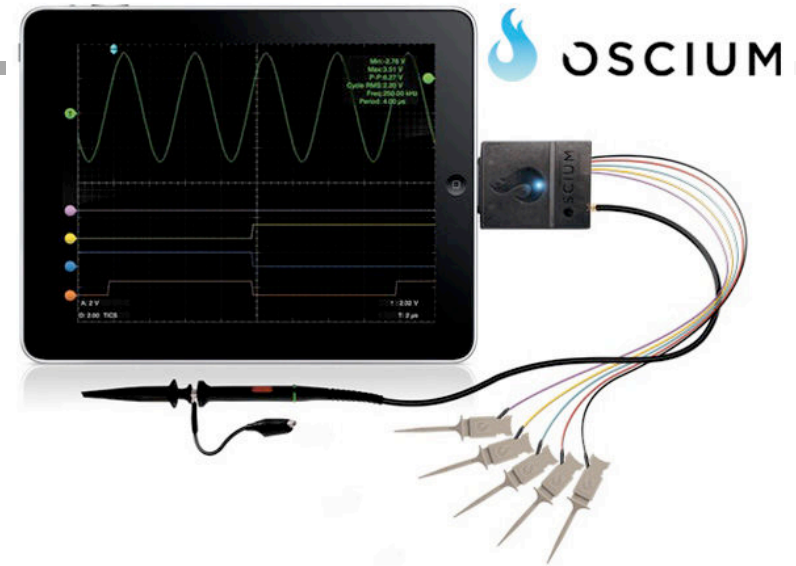 OSCIUM
Min:-2.76 V
Max:3.51 V
P-P:6.27 V
Cycle RMS:2.20 V
Freq:250.00 kHz
Period: 4.00 µs
OSCIUM
A: 2 V
: 2.02 V
D: 2.00 TICS
T: 2 µs